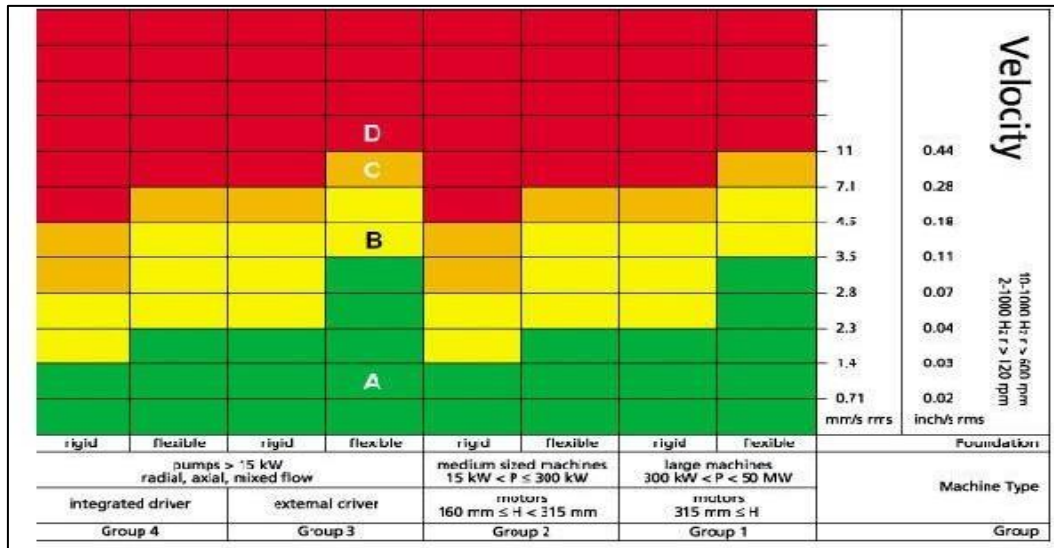 Velocity
10-1000 Hz r > 600 rpm
2-1000 Hz r > 120 rpm
D
C
B
A
11 0.44
7.1 0.28
4.5 0.18
3.5 0.11
2.8 0.07
2.3 0.04
1.4 0.03
0.71 0.02
mm/s rms inch/s rms
rigid flexible rigid flexible rigid flexible rigid flexible Foundation
pumps > 15 kW medium sized machines large machines
radial, axial, mixed flow 15 kW < P ≤ 300 kW 300 kW < P < 50 MW
Machine Type
integrated driver external criver motors motors
160 mm ≤ H < 315 mm 315 mm ≤ H
Group 4 Group 3 Group 2 Group 1 Group